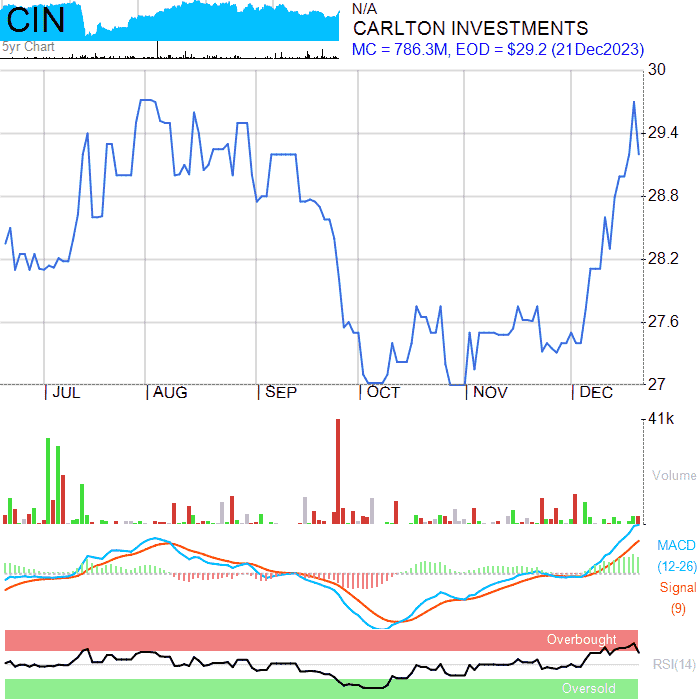 CIN
5yr Chart
N/A
CARLTON INVESTMENTS
MC = 786.3M, EOD = $29.2 (21Dec2023)
30
29.4
28.8
28.2
27.6
27
JUL AUG SEP OCT NOV DEC
41k
Volume
MACD
(12-26)
Signal
(9)
Overbought
RSI(14)
Oversold